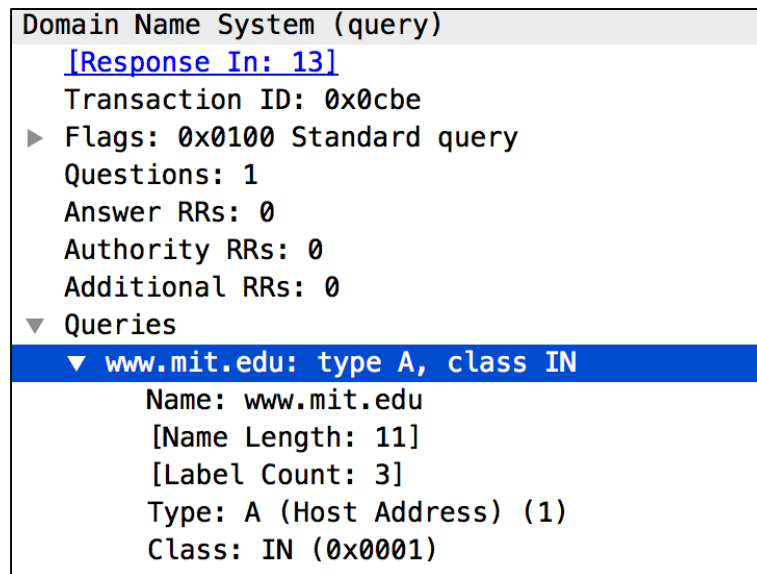 Domain Name System (query)
[Response In: 13]
Transaction ID: 0x0cbe
Flags: 0x0100 Standard query
Questions: 1
Answer RRs: 0
Authority RRs: 0
Additional RRs: 0
Queries
www.mit.edu: type A, class IN
Name: www.mit.edu
[Name Length: 11]
[Label Count: 3]
Type: A (Host Address) (1)
Class: IN (0x0001)